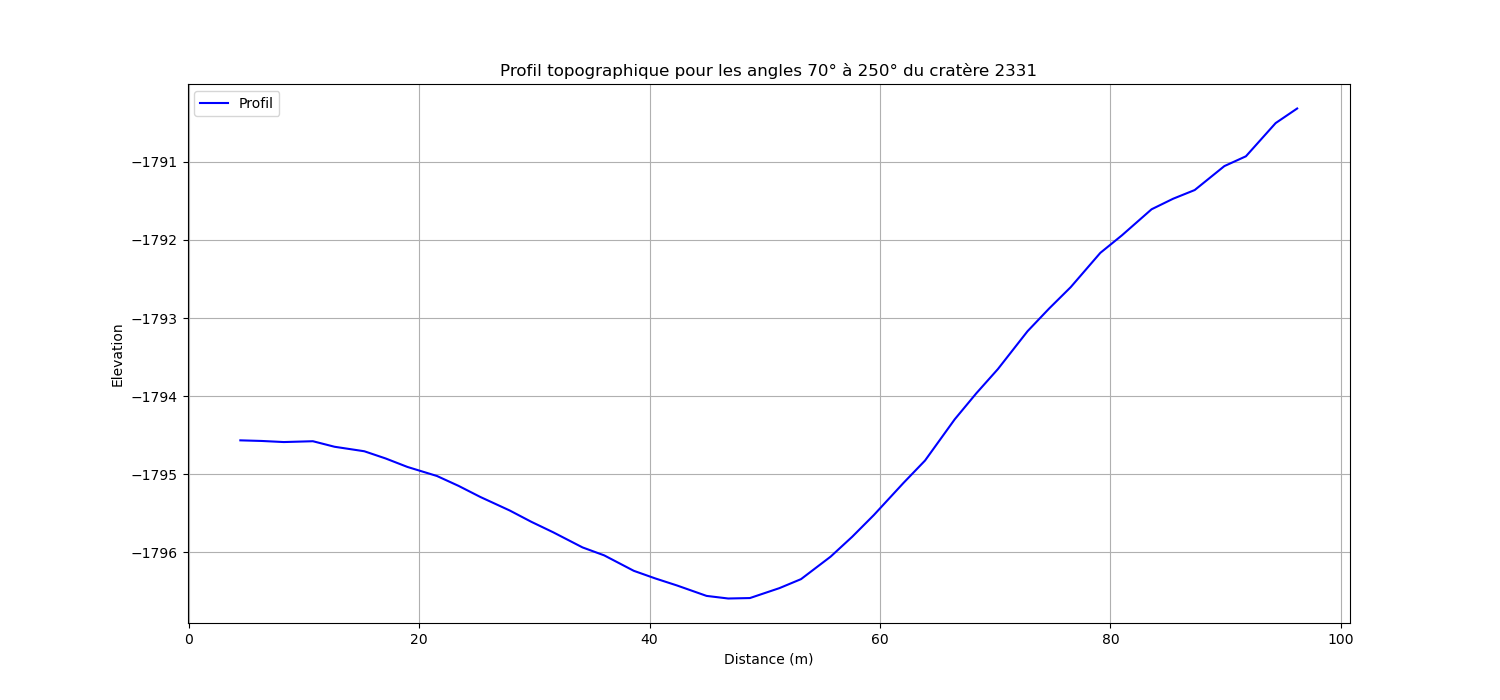 Profil topographique pour les angles 70° à 250° du cratère 2331
Profil
−1791
−1792
−1793
−1794
−1795
−1796
Elevation
0 20 40 60 80 100
Distance (m)